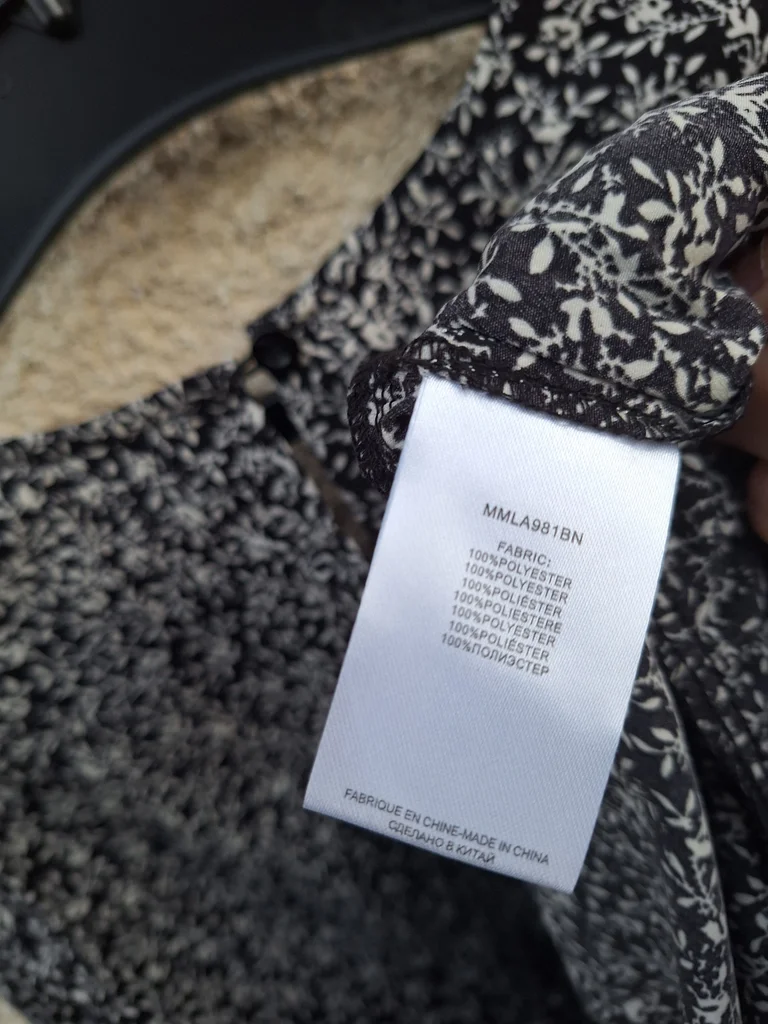 MMLA981BN
FABRIC:
100%POLYESTER
100%POLYESTER
100%POLIÉSTER
100%POLIESTERE
100%POLYESTER
100%POLIÉSTER
100%ПОЛИЭСТЕР
FABRIQUE EN CHINE-MADE IN CHINA
СДЕЛАНО В КИТАЙ